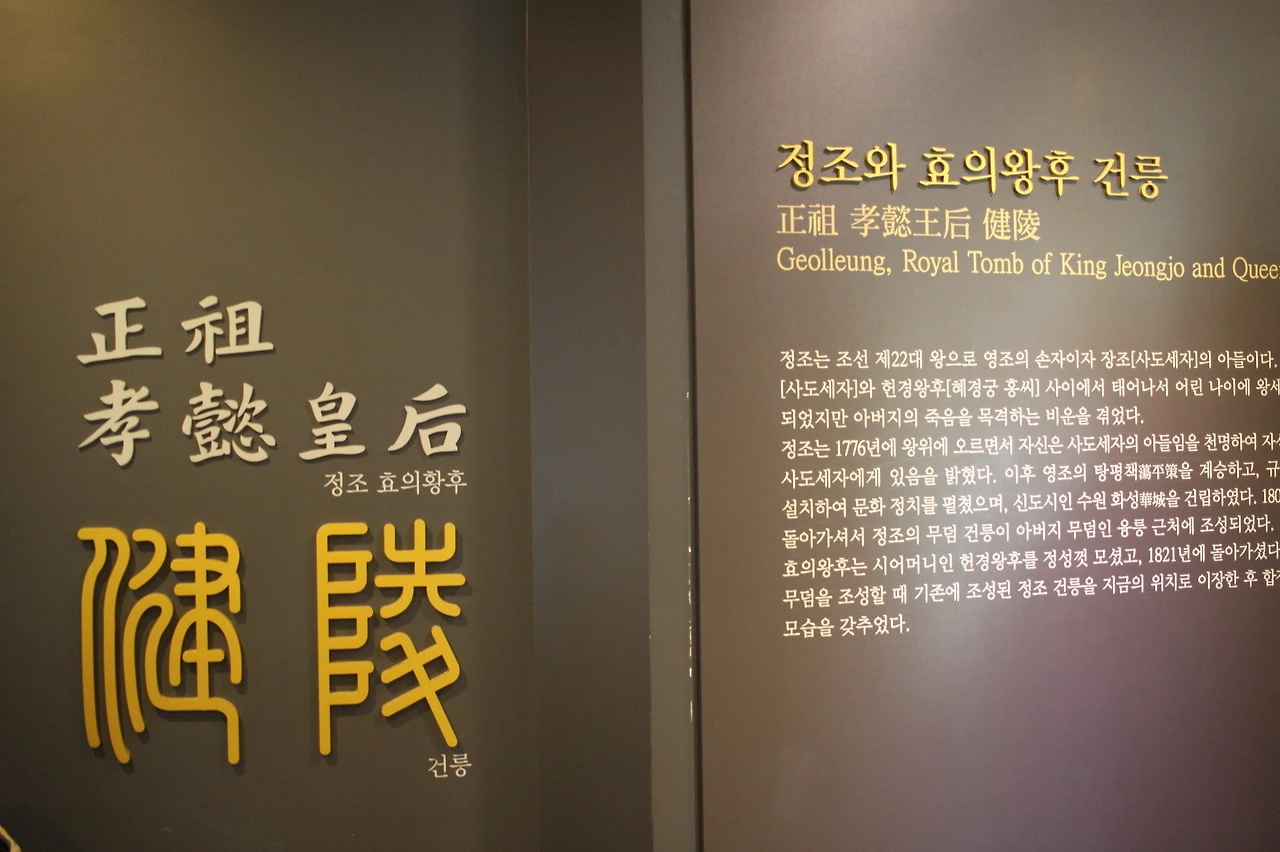 正祖
孝懿皇后
정조 효의황후
健陵
건릉
정조와 효의왕후 건릉
正祖 孝懿王后 健陵
Geolleung, Royal Tomb of King Jeongjo and
정조는 조선 제22대 왕으로 영조의 손자이자 장조[사도세자]의 아들이다.
[사도세자]와 헌경왕후[혜경궁 홍씨] 사이에서 태어나서 어린 나이에
되었지만 아버지의 죽음을 목격하는 비운을 겪었다.
정조는 1776년에 왕위에 오르면서 자신은 사도세자의 아들임을 천명하여
사도세자에게 있음을 밝혔다. 이후 영조의 탕평책蕩平策을 계승하고,
설치하여 문화 정치를 펼쳤으며, 신도시인 수원 화성華城을 건립하였다.
돌아가셔서 정조의 무덤 건릉이 아버지 무덤인 융릉 근처에 조성되었다.
효의왕후는 시어머니인 헌경왕후를 정성껏 모셨고, 1821년에 돌아가셨다
무덤을 조성할 때 기존에 조성된 정조 건릉을 지금의 위치로 이장한 후
모습을 갖추었다.